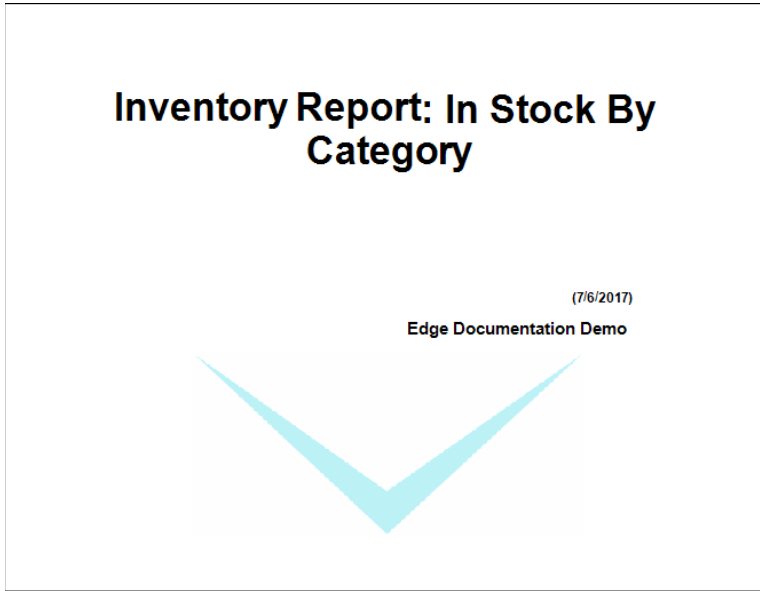 Inventory Report: In Stock By
Category
(7/6/2017)
Edge Documentation Demo